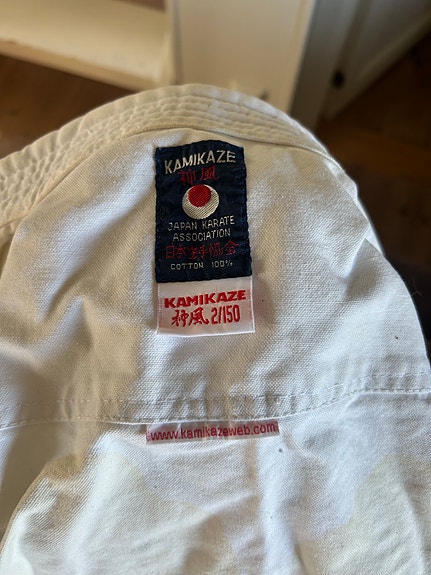 KAMIKAZE
神風
JAPAN KARATE
ASSOCIATION
日本空手協会
COTTON 100%
KAMIKAZE
神風 2/150
www.kamikazeweb.com